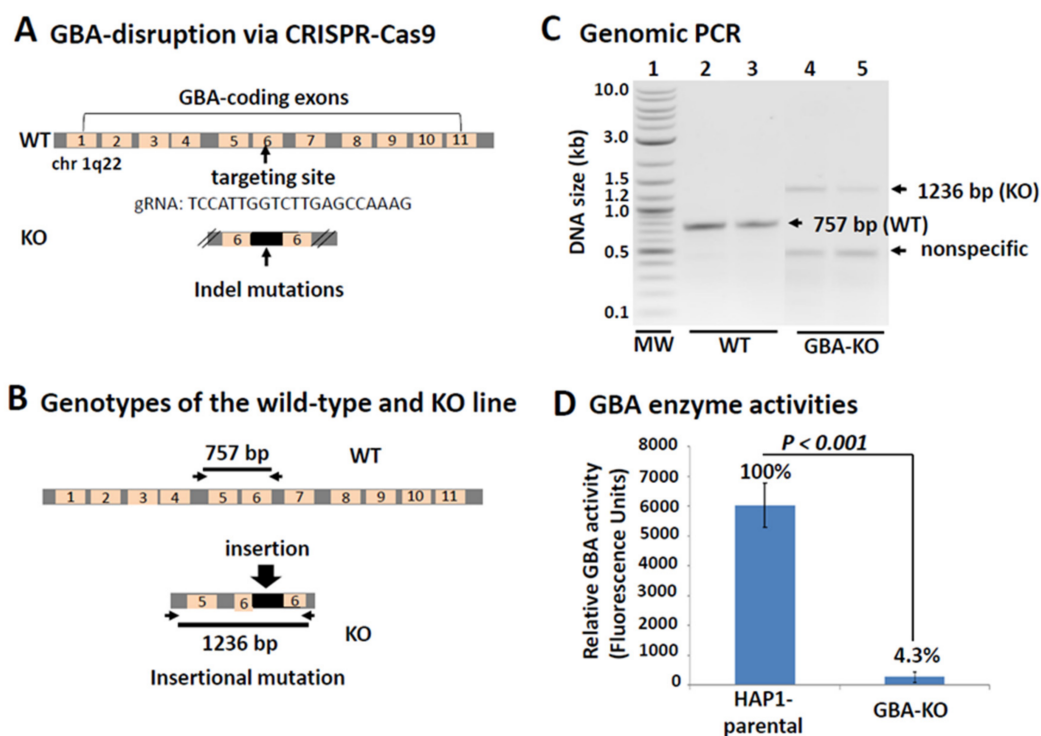 A GBA-disruption via CRISPR-Cas9
GBA-coding exons
WT 1 2 3 4 5 6 7 8 9 10 11
chr 1q22
targeting site
gRNA: TCCATTGGTCTTGAGCCAAAG
KO 6 6
Indel mutations
B Genotypes of the wild-type and KO line
757 bp WT
1 2 3 4 5 6 7 8 9 10 11
insertion
5 6 6
KO
1236 bp
Insertional mutation
C Genomic PCR
1 2 3 4 5
DNA size (kb)
10.0
3.0
1.5
1.2
1.0
0.5
0.1
1236 bp (KO)
757 bp (WT)
nonspecific
MW WT GBA-KO
D GBA enzyme activities
Relative GBA activity
(Fluorescence Units)
8000
7000
6000
5000
4000
3000
2000
1000
0
P < 0.001
100%
4.3%
HAP1-
parental
GBA-KO